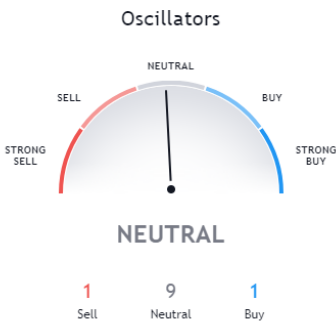 Oscillators
NEUTRAL
SELL
BUY
STRONG
SELL
STRONG
BUY
NEUTRAL
1
9
1
Sell
Neutral
Buy